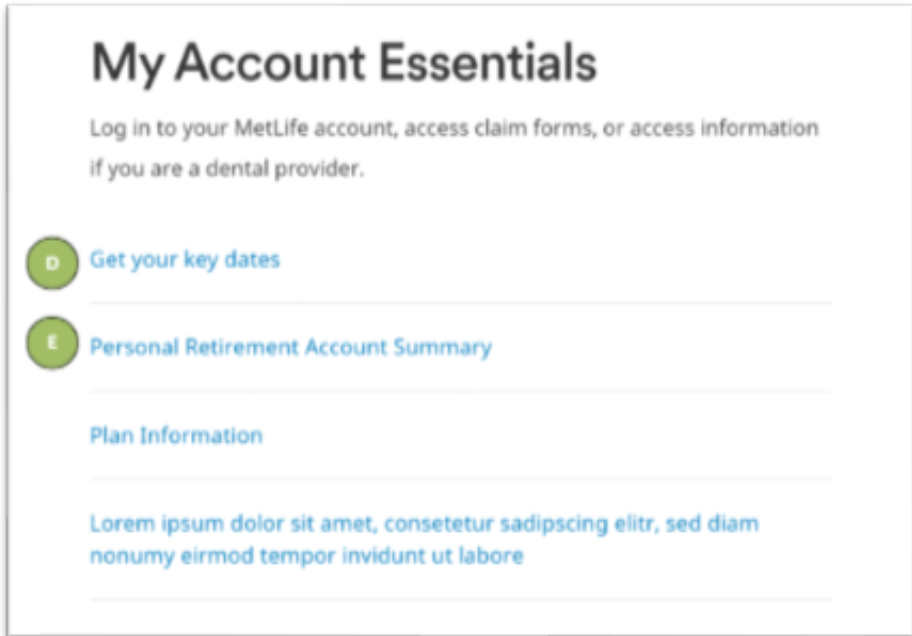 My Account Essentials
Log in to your MetLife account, access claim forms, or access information
if you are a dental provider.
D
Get your key dates
E
Personal Retirement Account Summary
Plan Information
Lorem ipsum dolor sit amet, consetetur sadipscing elitr, sed diam
nonumy eirmod tempor invidunt ut labore